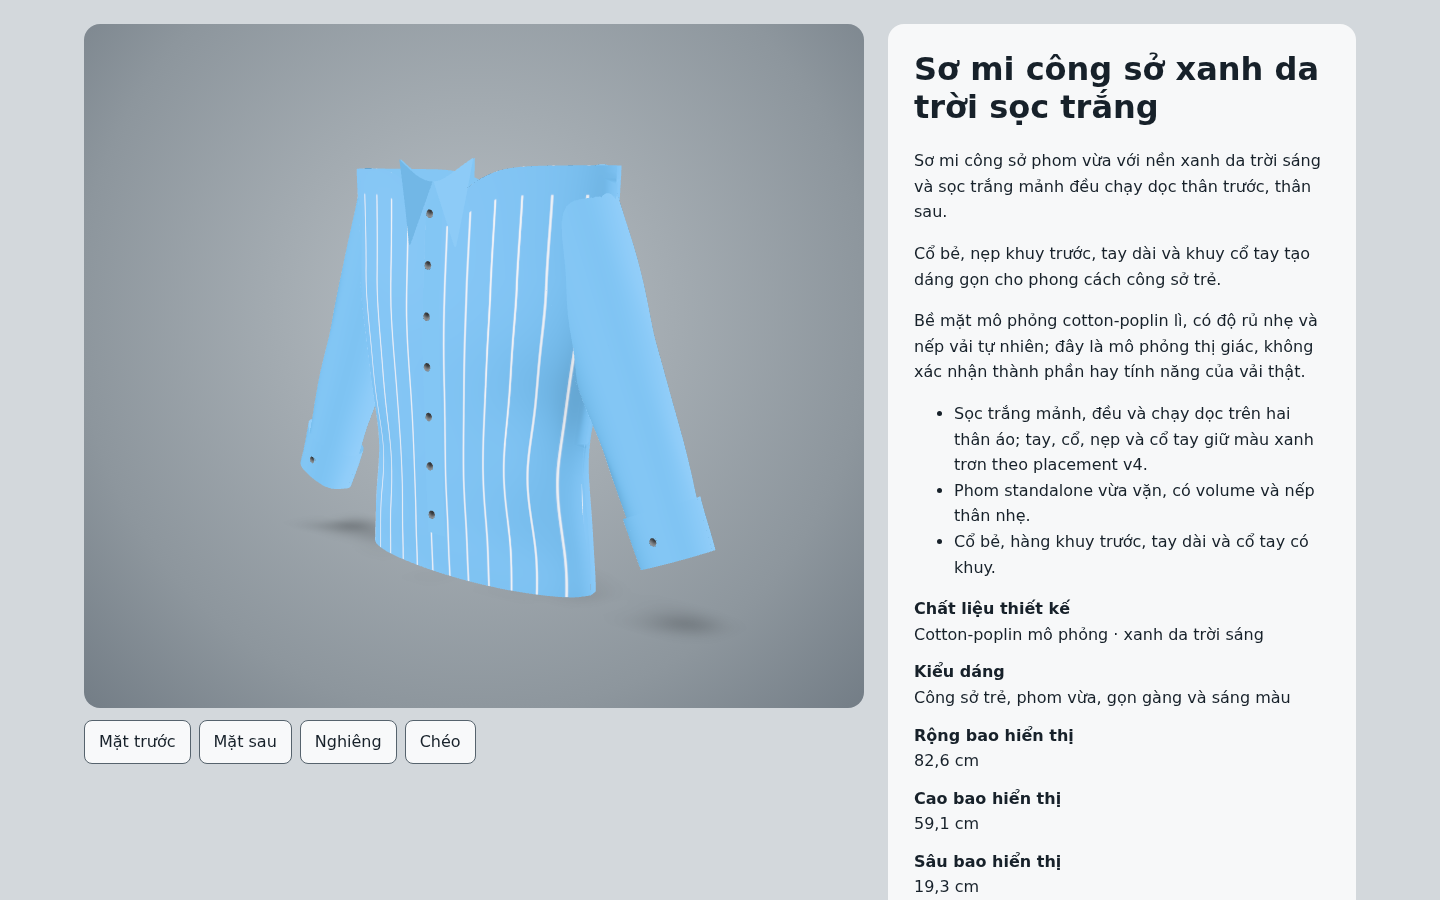 Sơ mi công sở xanh da
trời sọc trắng
Sơ mi công sở phom vừa với nền xanh da trời sáng
và sọc trắng mảnh đều chạy dọc thân trước, thân
sau.
Cổ bẻ, nẹp khuy trước, tay dài và khuy cổ tay tạo
dáng gọn cho phong cách công sở trẻ.
Bề mặt mô phỏng cotton-poplin lì, có độ rủ nhẹ và
nếp vải tự nhiên; đây là mô phỏng thị giác, không
xác nhận thành phần hay tính năng của vải thật.
• Sọc trắng mảnh, đều và chạy dọc trên hai
thân áo; tay, cổ, nẹp và cổ tay giữ màu xanh
trơn theo placement v4.
• Phom standalone vừa vặn, có volume và nếp
thân nhẹ.
• Cổ bẻ, hàng khuy trước, tay dài và cổ tay có
khuy.
Chất liệu thiết kế
Cotton-poplin mô phỏng · xanh da trời sáng
Kiểu dáng
Công sở trẻ, phom vừa, gọn gàng và sáng màu
Rộng bao hiển thị
82,6 cm
Cao bao hiển thị
59,1 cm
Sâu bao hiển thị
19,3 cm
Mặt trước
Mặt sau
Nghiêng
Chéo